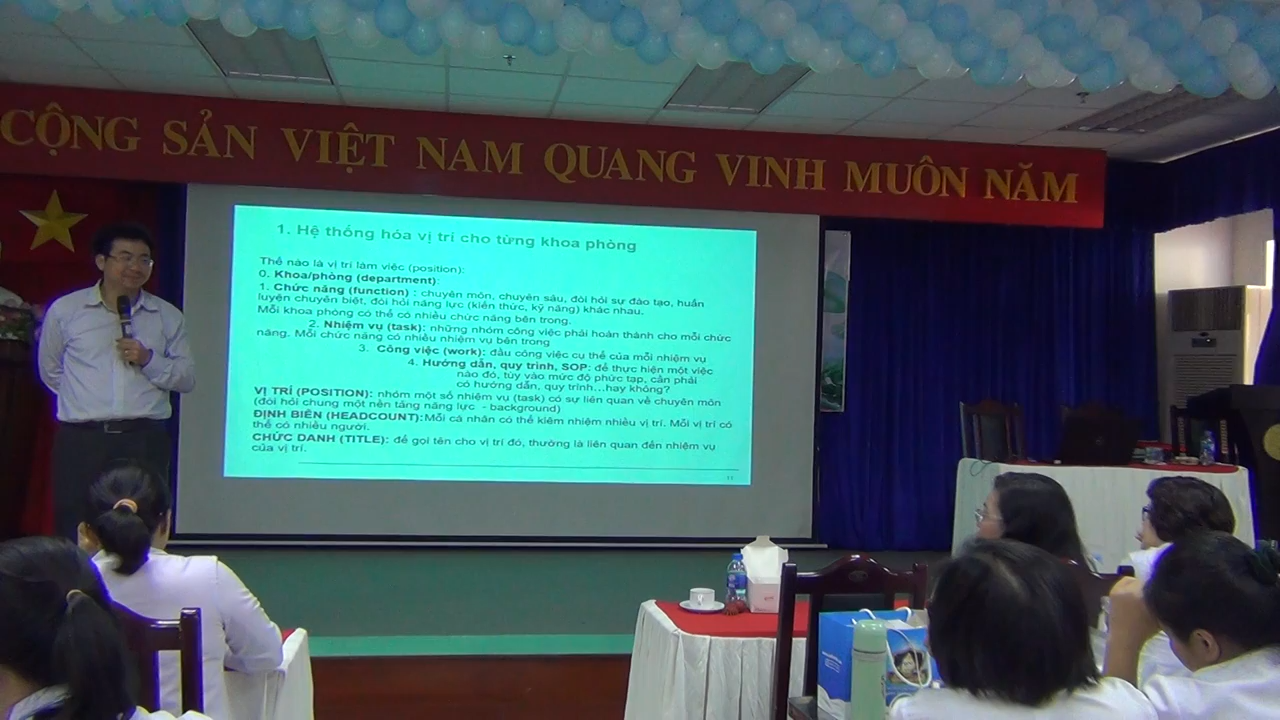 CỘNG SẢN VIỆT NAM QUANG VINH MUÔN NĂM
1. Hệ thống hóa vị trí cho từng khoa phòng
Thế nào là vị trí làm việc (position):
0. Khoa/phòng (department):
1. Chức năng (function) : chuyên môn, chuyên sâu, đòi hỏi sự đào tạo, huấn
luyện chuyên biệt, đòi hỏi năng lực (kiến thức, kỹ năng) khác nhau.
Mỗi khoa phòng có thể có nhiều chức năng bên trong.
2. Nhiệm vụ (task): những nhóm công việc phải hoàn thành cho mỗi chức
năng. Mỗi chức năng có nhiều nhiệm vụ bên trong
3. Công việc (work): đầu công việc cụ thể của mỗi nhiệm vụ
4. Hướng dẫn, quy trình, SOP: để thực hiện một việc
nào đó, tùy vào mức độ phức tạp, cần phải
có hướng dẫn, quy trình...hay không?
VỊ TRÍ (POSITION): nhóm một số nhiệm vụ (task) có sự liên quan về chuyên môn
(đòi hỏi chung một nền tảng năng lực - background)
ĐỊNH BIÊN (HEADCOUNT):Mỗi cá nhân có thể kiêm nhiệm nhiều vị trí. Mỗi vị trí có
thể có nhiều người.
CHỨC DANH (TITLE): để gọi tên cho vị trí đó, thường là liên quan đến nhiệm vụ
của vị trí.
11